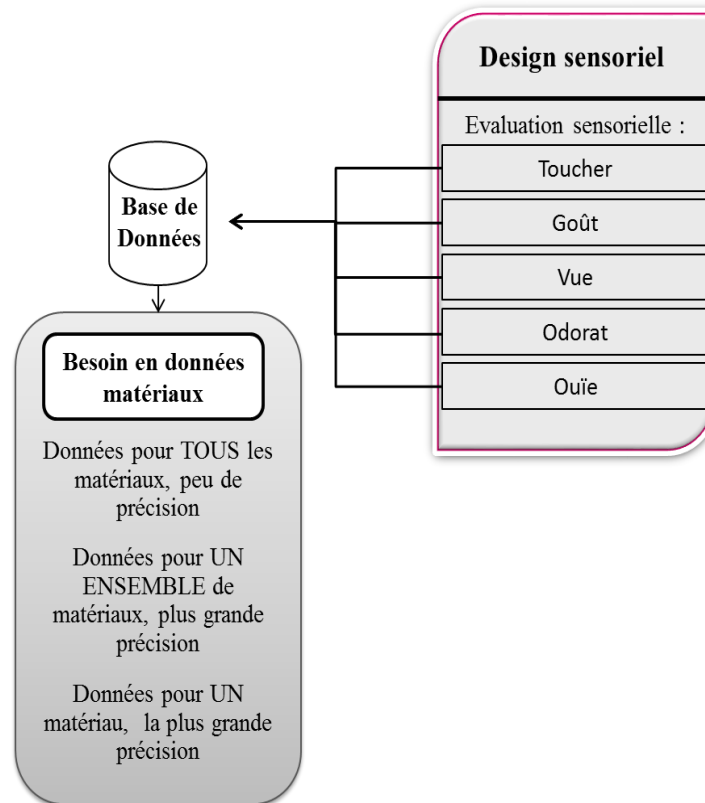 Design sensoriel
Evaluation sensorielle :
Toucher
Goût
Vue
Odorat
Ouïe
Base de
Données
Besoin en données
matériaux
Données pour TOUS les
matériaux, peu de
précision
Données pour UN
ENSEMBLE de
matériaux, plus grande
précision
Données pour UN
matériau, la plus grande
précision